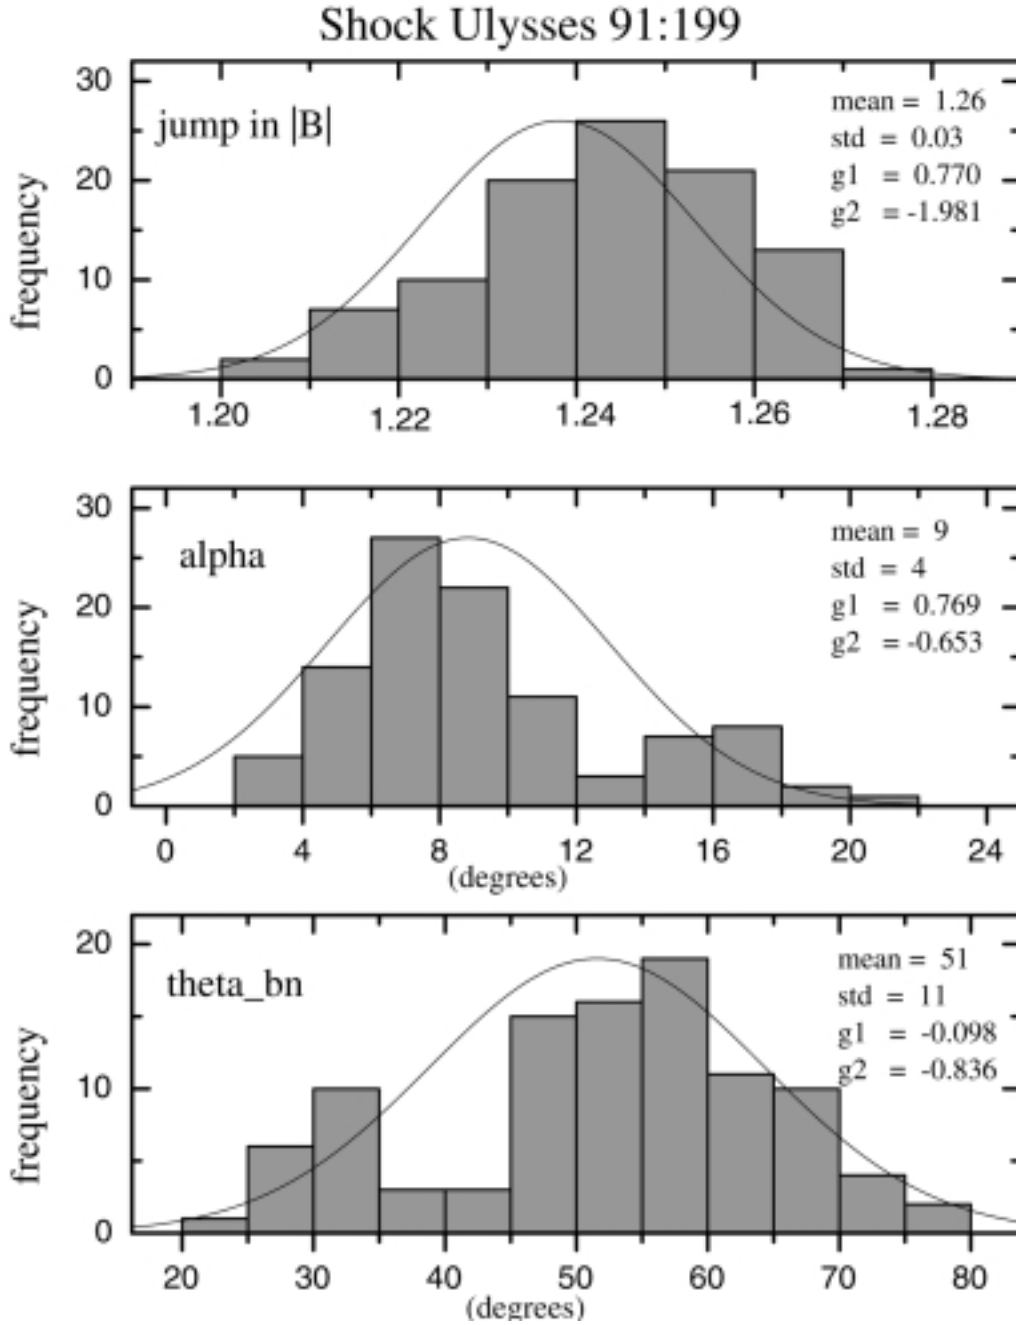 Shock Ulysses 91:199
30
20
10
0
frequency
jump in |B|
mean = 1.26
std = 0.03
g1 = 0.770
g2 = -1.981
1.20 1.22 1.24 1.26 1.28
30
20
10
0
frequency
alpha
mean = 9
std = 4
g1 = 0.769
g2 = -0.653
0 4 8 12 16 20 24
(degrees)
20
10
0
frequency
theta_bn
mean = 51
std = 11
g1 = -0.098
g2 = -0.836
20 30 40 50 60 70 80
(degrees)